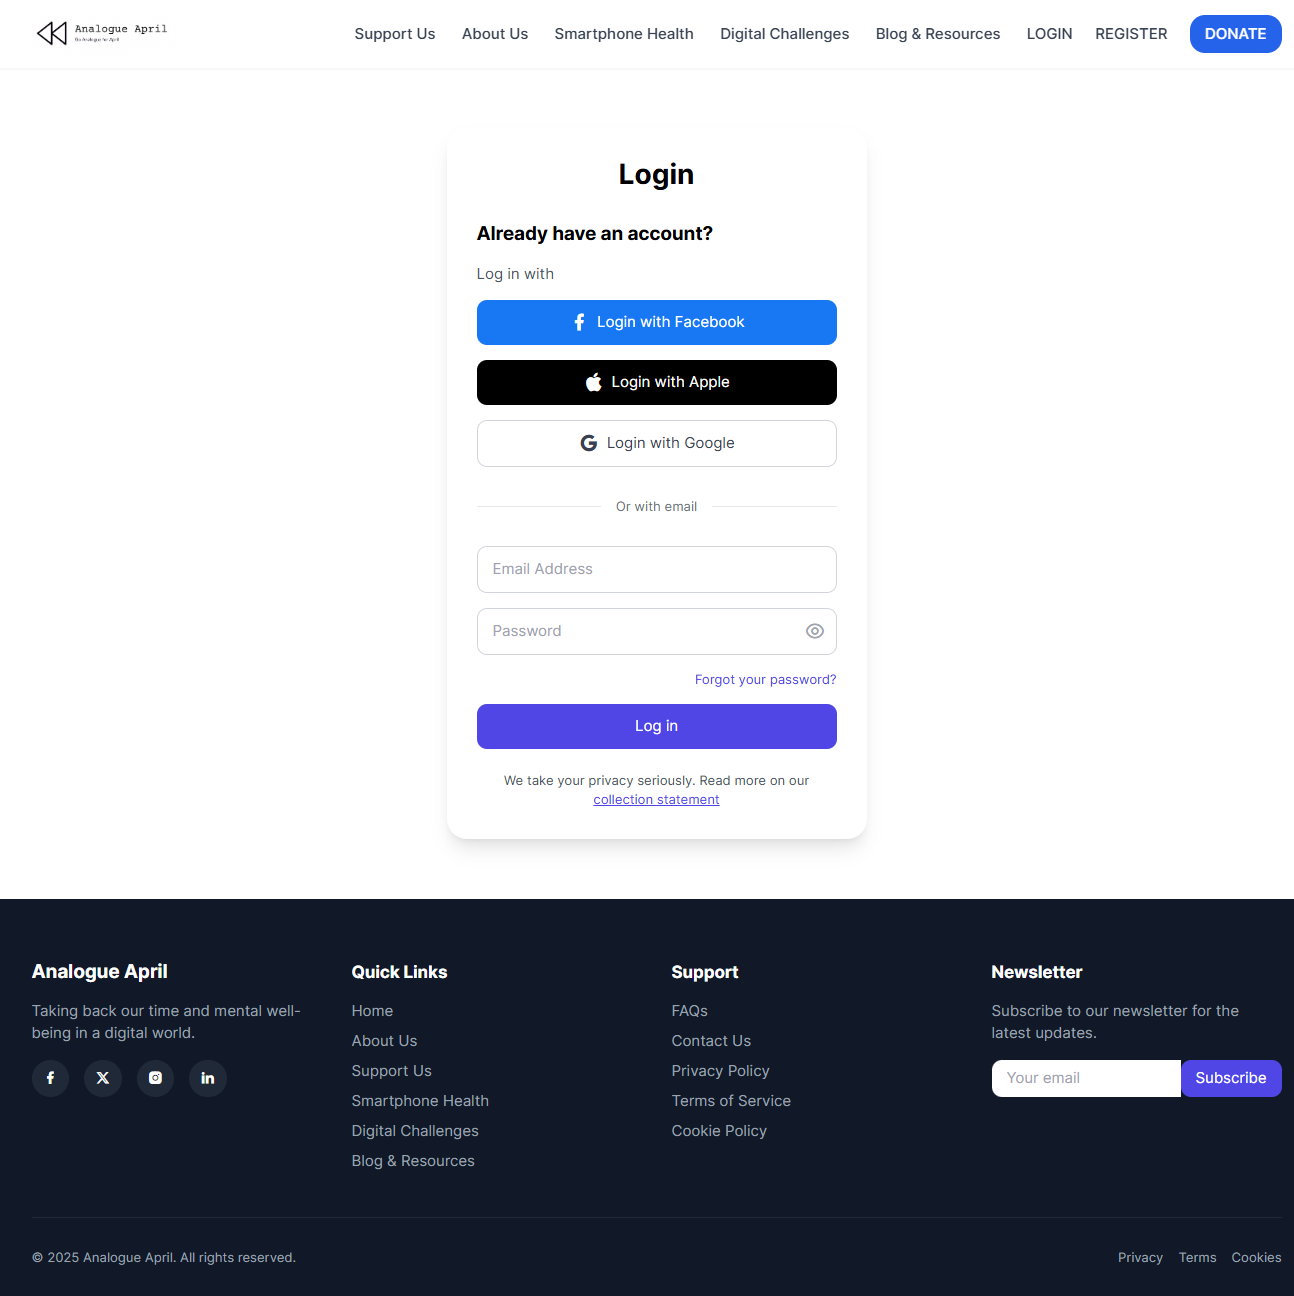 Analogue April
Go Analogue for April
Support Us
About Us
Smartphone Health
Digital Challenges
Blog & Resources
LOGIN
REGISTER
DONATE
Login
Already have an account?
Log in with
Login with Facebook
Login with Apple
Login with Google
Or with email
Email Address
Password
Forgot your password?
Log in
We take your privacy seriously. Read more on our
collection statement
Analogue April
Taking back our time and mental well-
being in a digital world.
Quick Links
Home
About Us
Support Us
Smartphone Health
Digital Challenges
Blog & Resources
Support
FAQs
Contact Us
Privacy Policy
Terms of Service
Cookie Policy
Newsletter
Subscribe to our newsletter for the
latest updates.
Your email
Subscribe
© 2025 Analogue April. All rights reserved.
Privacy
Terms
Cookies